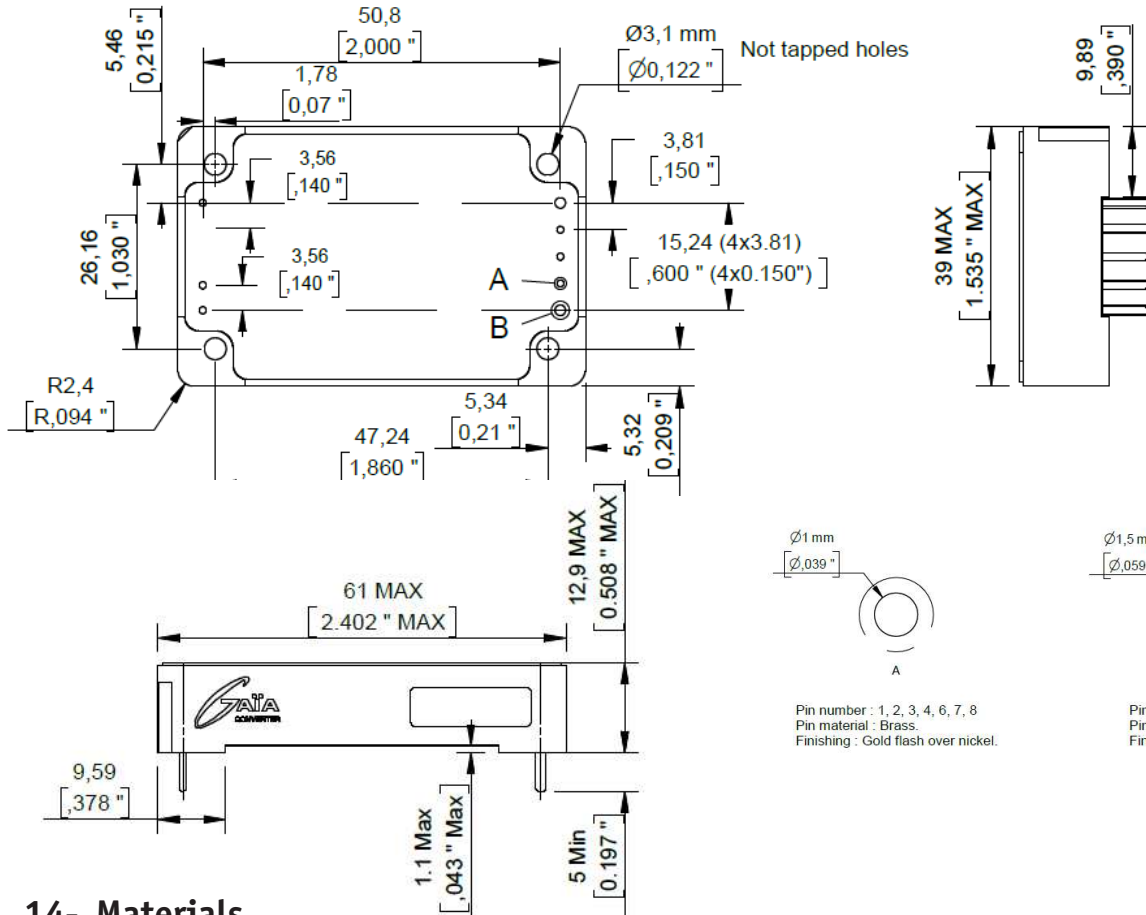 50,8
2,000 "
5,46
0,215 "
1,78
0,07 "
Ø3,1 mm
Ø0,122 "
Not tapped holes
9,89
,390 "
3,56
,140 "
3,81
,150 "
26,16
1,030 "
3,56
,140 "
15,24 (4x3.81)
,600 " (4x0.150")
A
B
39 MAX
1.535 " MAX
R2,4
R,094 "
5,34
0,21 "
5,32
0,209 "
47,24
1,860 "
12,9 MAX
0.508 " MAX
61 MAX
2.402 " MAX
GAÏA
CONVERTER
9,59
,378 "
1.1 Max
,043 " Max
5 Min
0.197 "
Ø1 mm
Ø,039 "
A
Pin number : 1, 2, 3, 4, 6, 7, 8
Pin material : Brass.
Finishing : Gold flash over nickel.
Ø1,5 m
Ø,059
Pin
Pin
Fin
14- Materials